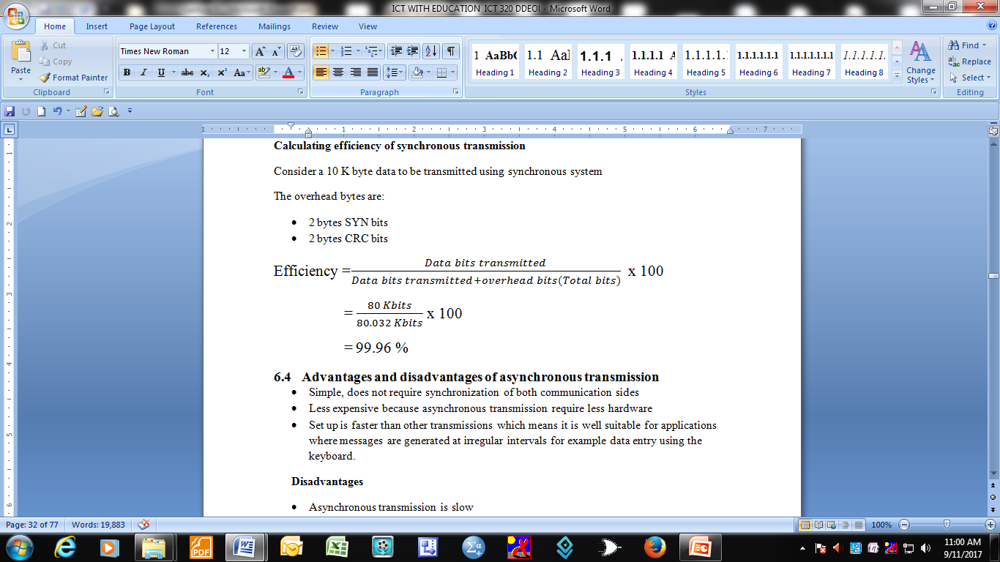 ICT WITH EDUCATION ICT 320 DDEOI - Microsoft Word
Home Insert Page Layout References Mailings Review View
Paste
Cut
Copy
Format Painter
Clipboard
Times New Roman 12
B I U abc x₂ x² Aa
Font
Paragraph
1 AaBbC 1.1 AaI 1.1.1 1.1.1.1 A 1.1.1.1. 1.1.1.1.1.1 1.1.1.1.1.1.1 1.1.1.1.1.
Heading 1 Heading 2 Heading 3 Heading 4 Heading 5 Heading 6 Heading 7 Heading 8
Change Styles
Styles
Find
Replace
Select
Editing
1 1 2 3 4 5 6 7
Calculating efficiency of synchronous transmission
Consider a 10 K byte data to be transmitted using synchronous system
The overhead bytes are:
• 2 bytes SYN bits
• 2 bytes CRC bits
Efficiency = Data bits transmitted / Data bits transmitted+overhead bits(Total bits) x 100
= 80 Kbits / 80.032 Kbits x 100
= 99.96 %
6.4 Advantages and disadvantages of asynchronous transmission
• Simple, does not require synchronization of both communication sides
• Less expensive because asynchronous transmission require less hardware
• Set up is faster than other transmissions which means it is well suitable for applications
where messages are generated at irregular intervals for example data entry using the
keyboard.
Disadvantages
• Asynchronous transmission is slow
Page: 32 of 77 Words: 19,883 100%
PDF
11:00 AM
9/11/2017